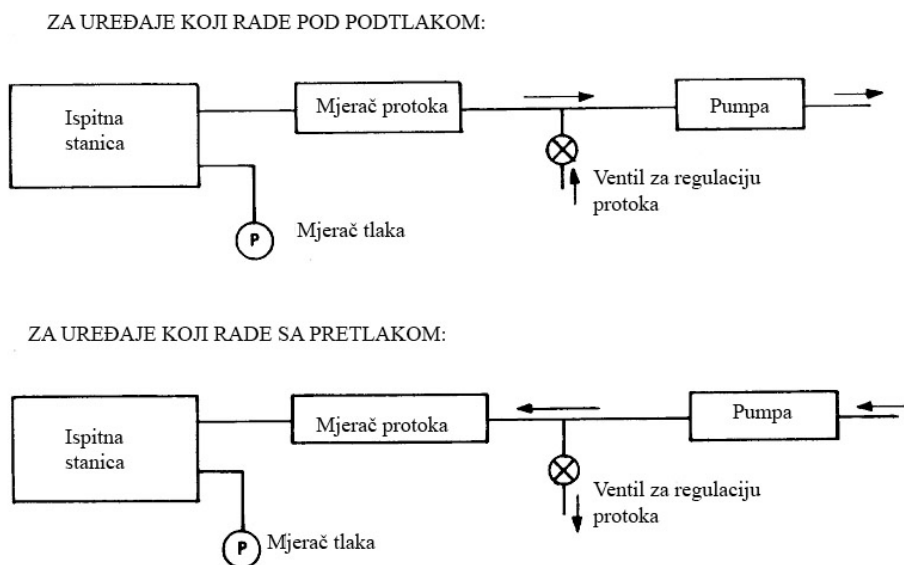 ZA UREĐAJE KOJI RADE POD PODTLAKOM:
Ispitna
stanica
Mjerač protoka
Pumpa
Ventil za regulaciju
protoka
P
Mjerač tlaka
ZA UREĐAJE KOJI RADE SA PRETLAKOM:
Ispitna
stanica
Mjerač protoka
Pumpa
Ventil za regulaciju
protoka
P
Mjerač tlaka